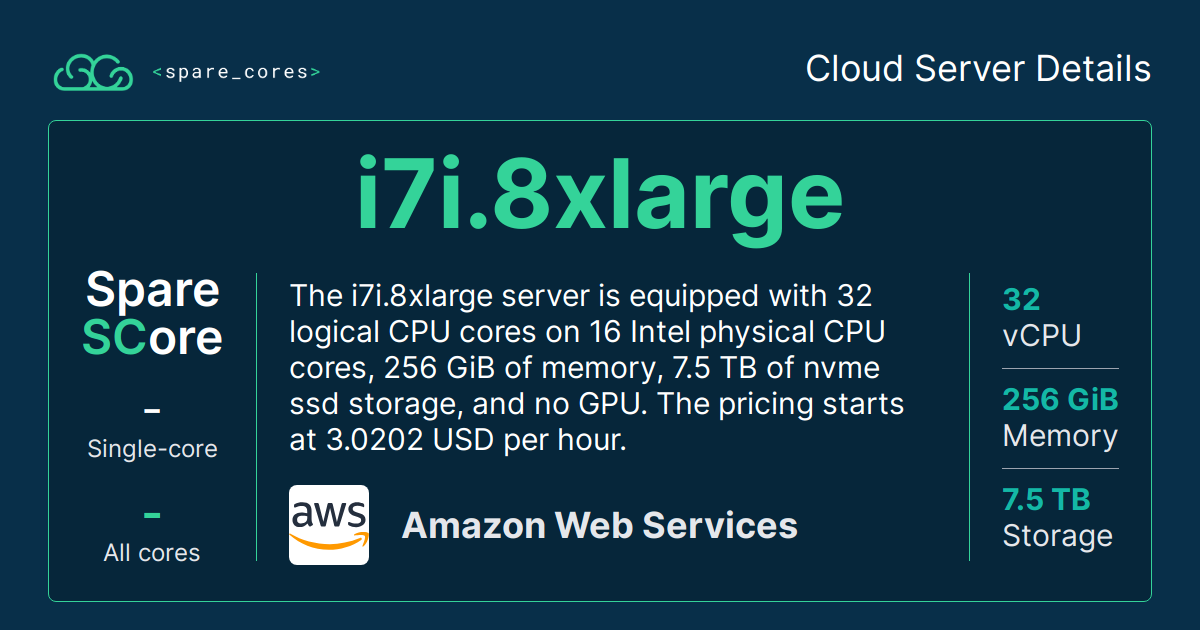 <spare_cores>
Cloud Server Details
i7i.8xlarge
Spare
SCore
–
Single-core
–
All cores
The i7i.8xlarge server is equipped with 32
logical CPU cores on 16 Intel physical CPU
cores, 256 GiB of memory, 7.5 TB of nvme
ssd storage, and no GPU. The pricing starts
at 3.0202 USD per hour.
aws
Amazon Web Services
32
vCPU
256 GiB
Memory
7.5 TB
Storage